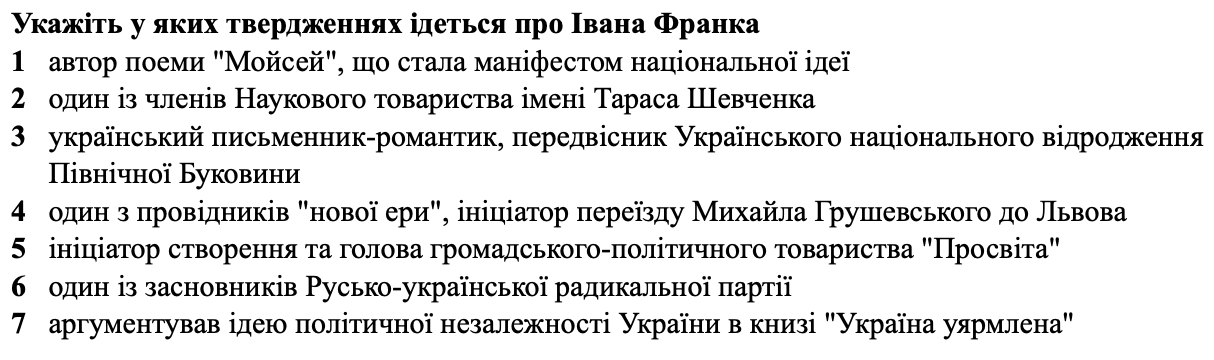 Укажіть у яких твердженнях ідеться про Івана Франка
1 автор поеми "Мойсей", що стала маніфестом національної ідеї
2 один із членів Наукового товариства імені Тараса Шевченка
3 український письменник-романтик, передвісник Українського національного відродження
Північної Буковини
4 один з провідників "нової ери", ініціатор переїзду Михайла Грушевського до Львова
5 ініціатор створення та голова громадського-політичного товариства "Просвіта"
6 один із засновників Русько-української радикальної партії
7 аргументував ідею політичної незалежності України в книзі "Україна уярмлена"